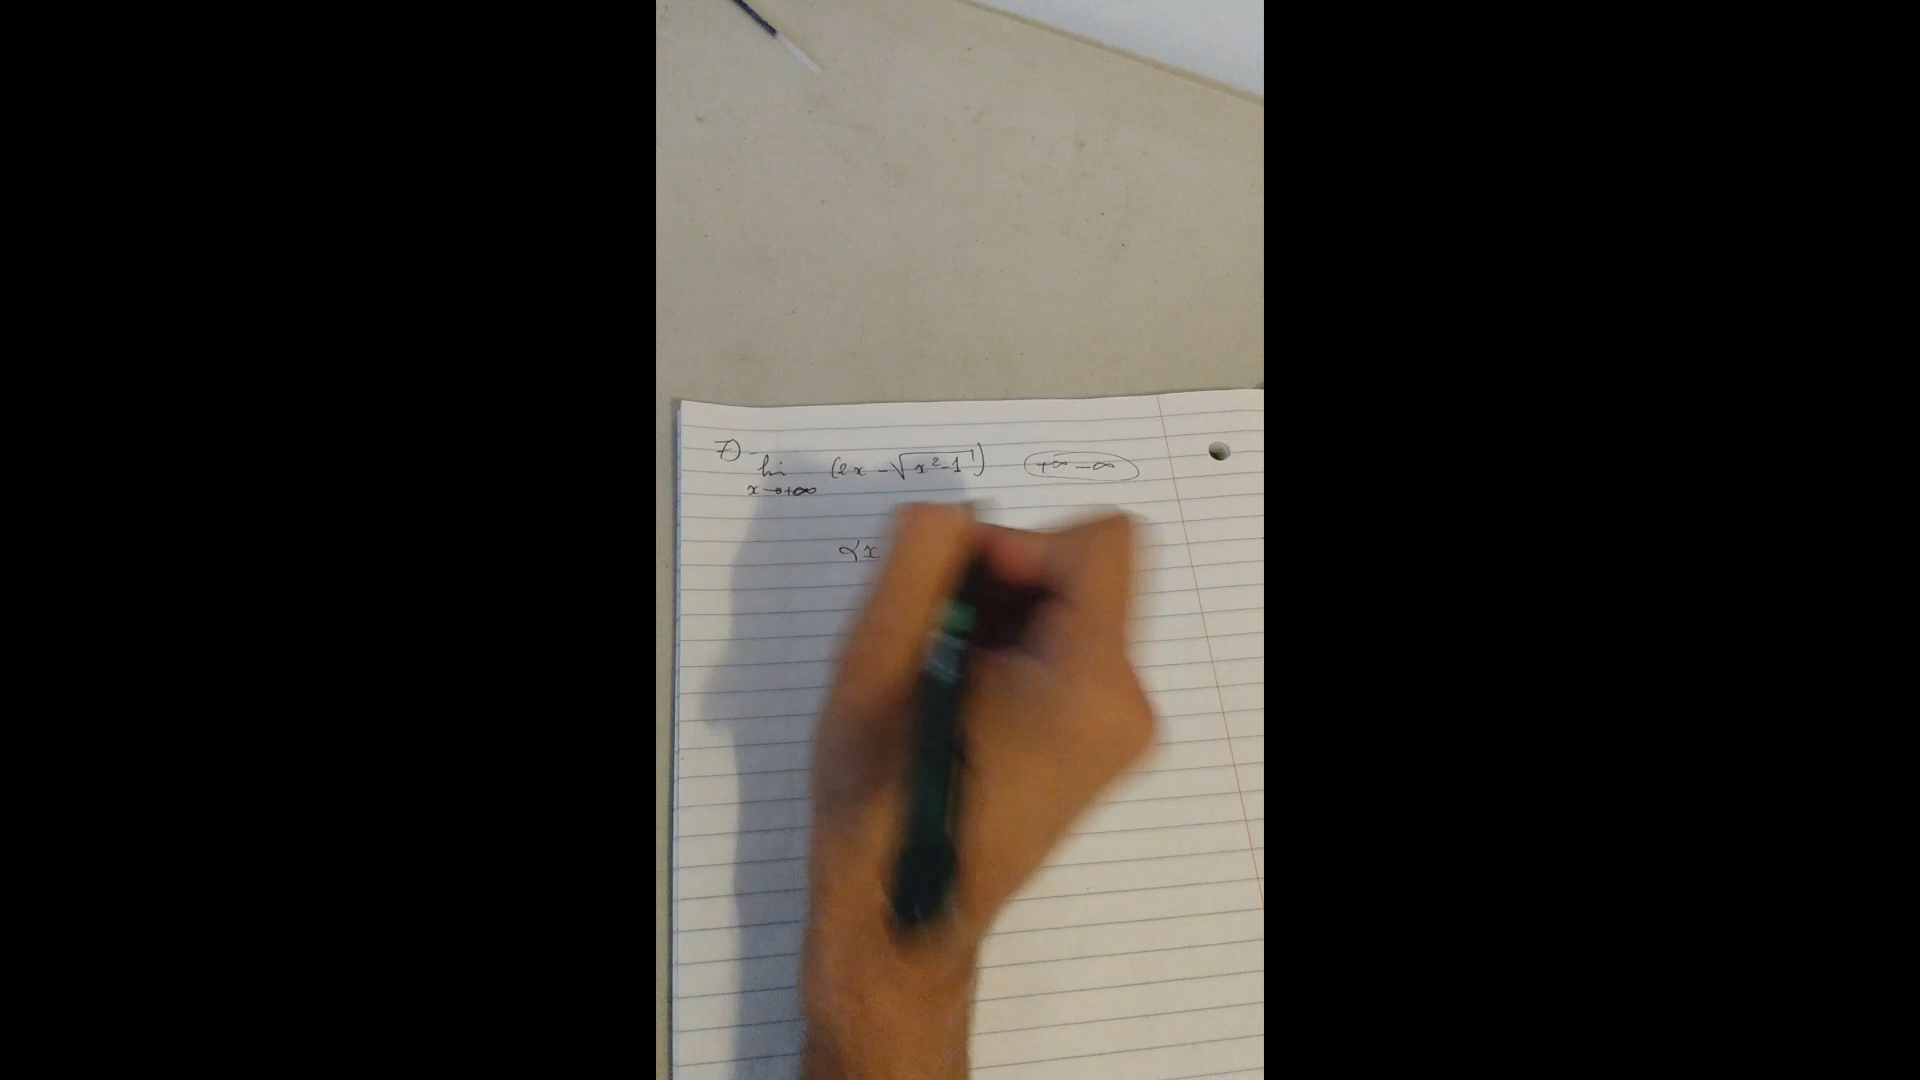 7) lim (2x - √x²-1) +∞ - ∞
x→+∞
x